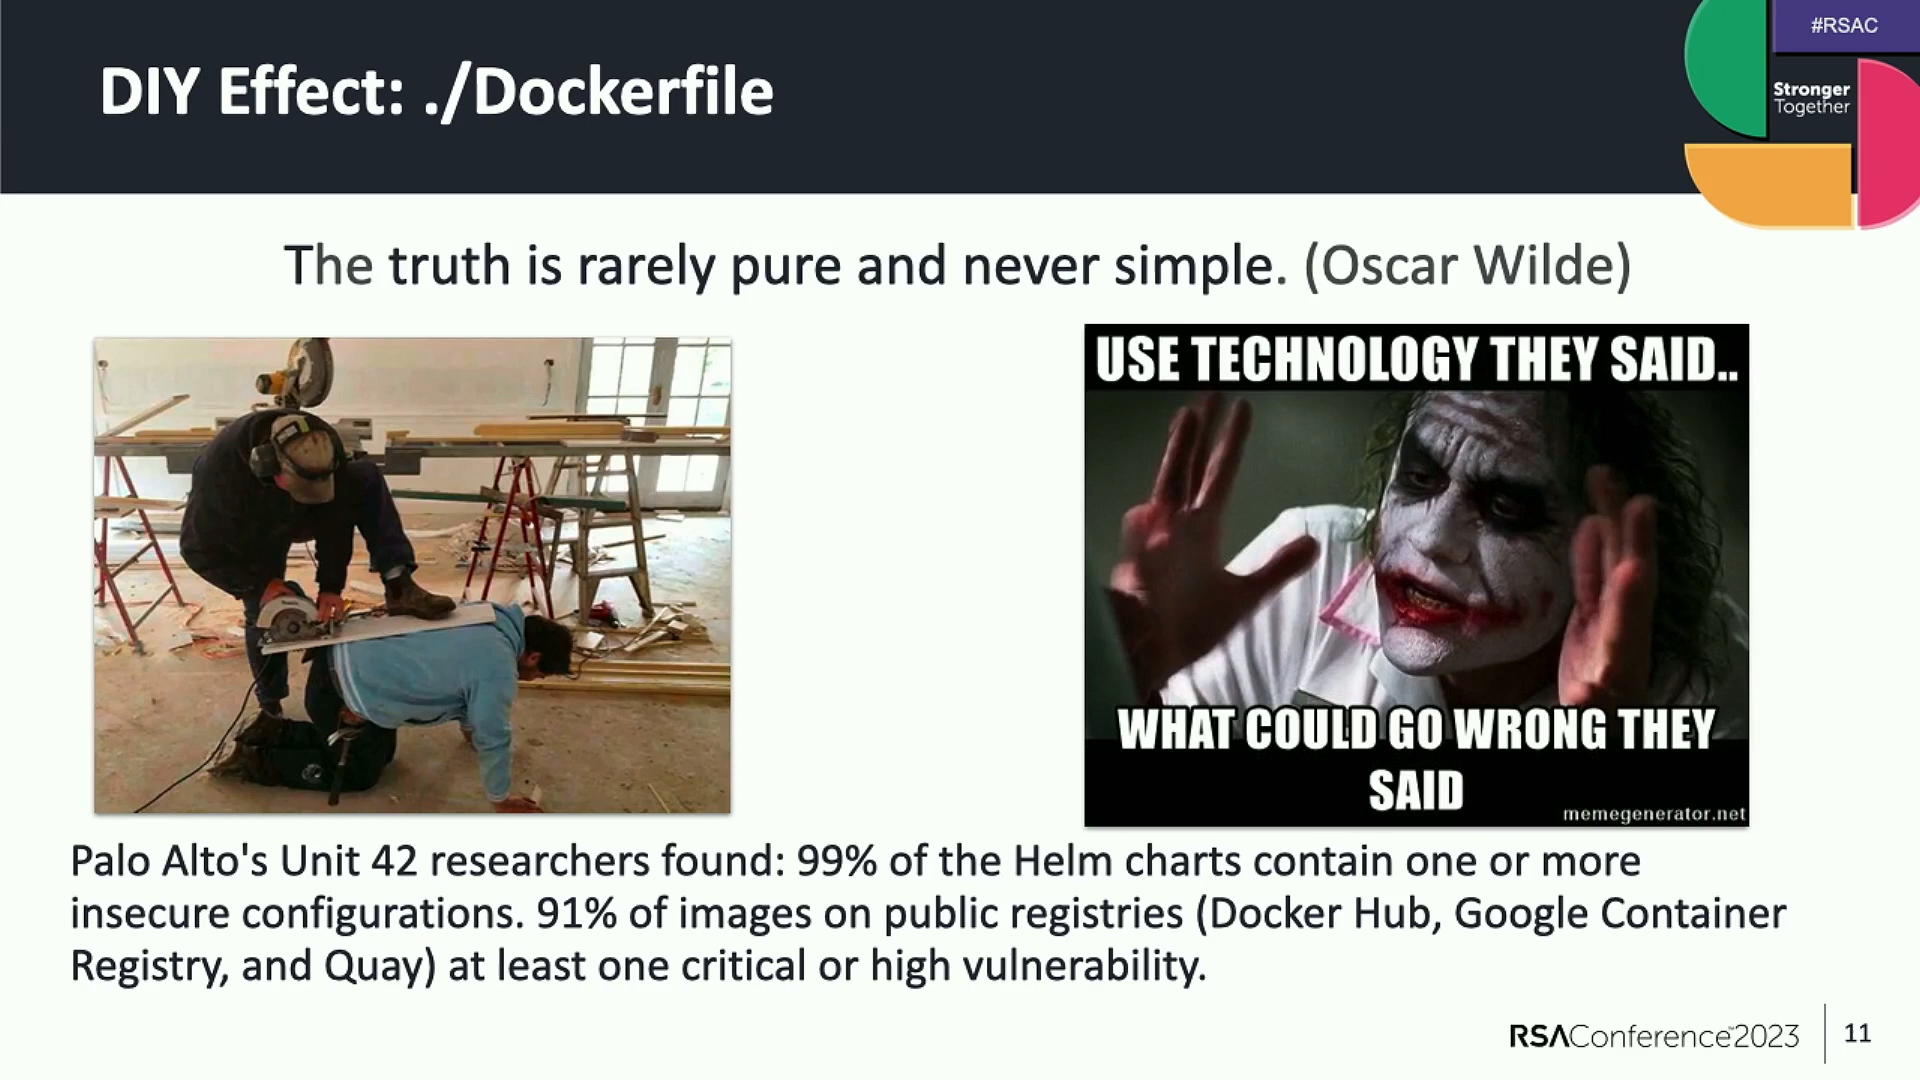 #RSAC
DIY Effect: ./Dockerfile
Stronger
Together
The truth is rarely pure and never simple. (Oscar Wilde)
USE TECHNOLOGY THEY SAID..
WHAT COULD GO WRONG THEY
SAID
memegenerator.net
Palo Alto's Unit 42 researchers found: 99% of the Helm charts contain one or more
insecure configurations. 91% of images on public registries (Docker Hub, Google Container
Registry, and Quay) at least one critical or high vulnerability.
RSAConference™2023
11